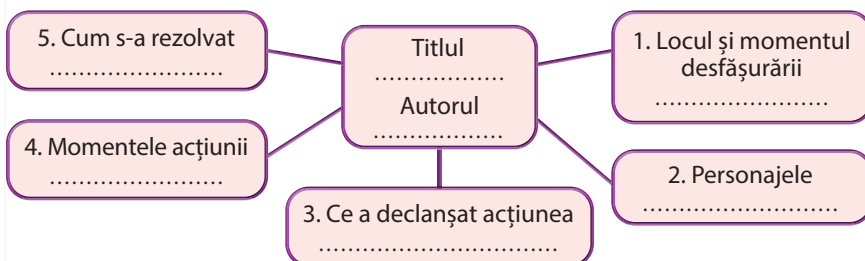 Titlul
..................
Autorul
..................
1. Locul și momentul
desfășurării
........................
2. Personajele
...........................
3. Ce a declanșat acțiunea
.................................
4. Momentele acțiunii
........................
5. Cum s-a rezolvat
........................